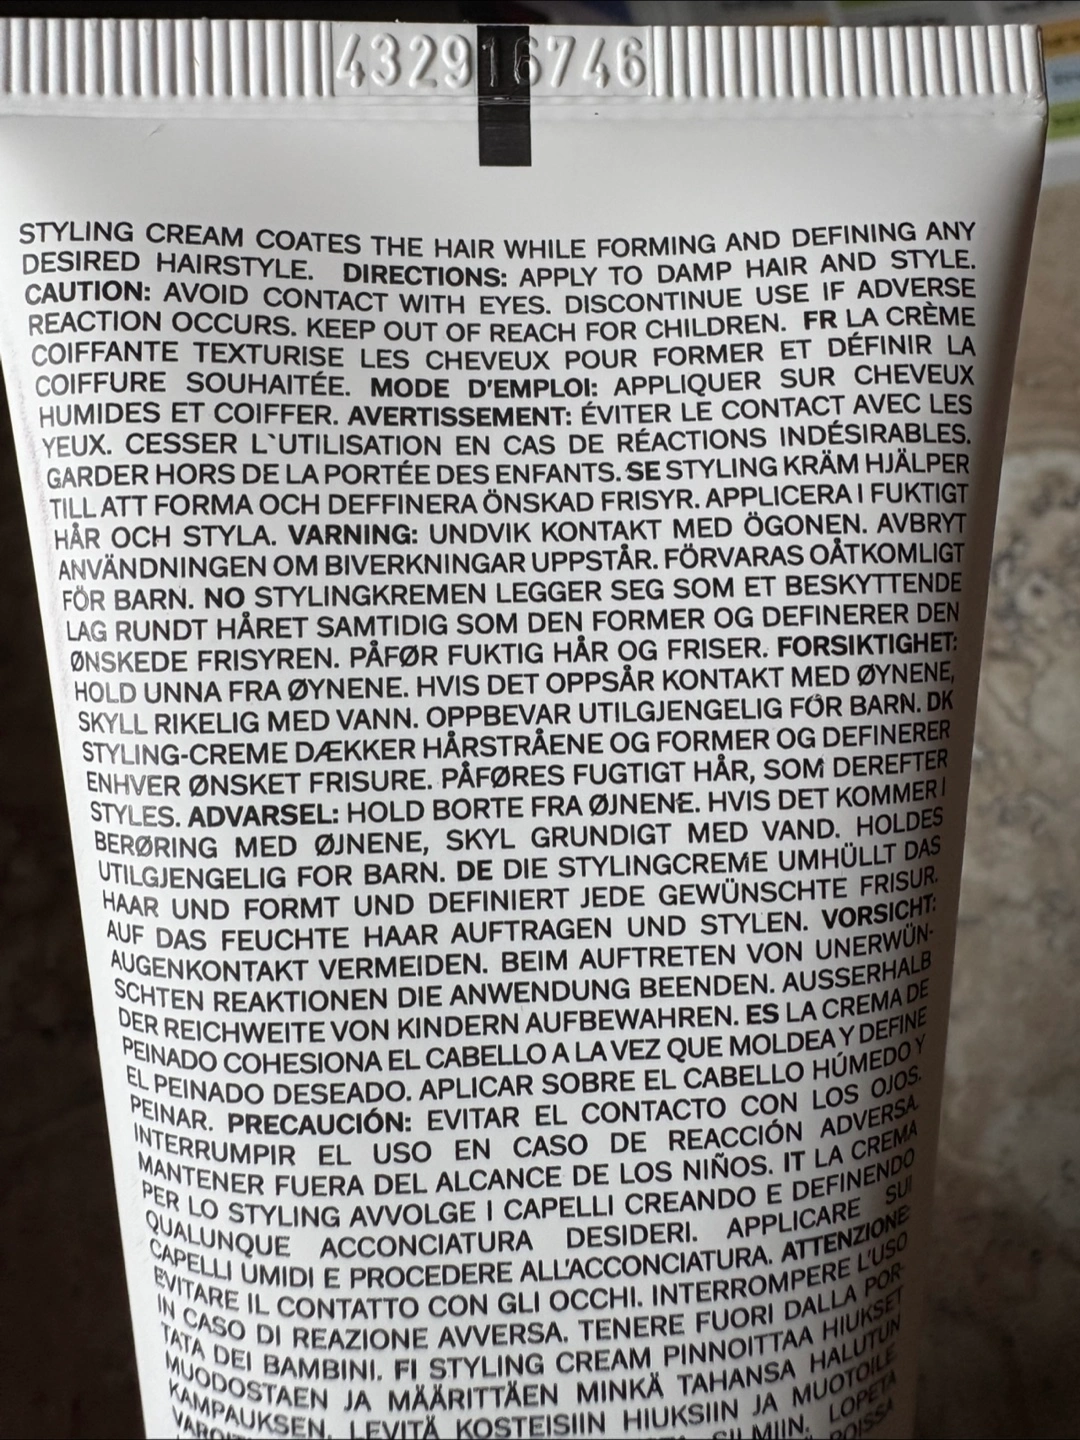 432916746
STYLING CREAM COATES THE HAIR WHILE FORMING AND DEFINING ANY
DESIRED HAIRSTYLE. DIRECTIONS: APPLY TO DAMP HAIR AND STYLE.
CAUTION: AVOID CONTACT WITH EYES. DISCONTINUE USE IF ADVERSE
REACTION OCCURS. KEEP OUT OF REACH FOR CHILDREN. FR LA CRÈME
COIFFANTE TEXTURISE LES CHEVEUX POUR FORMER ET DÉFINIR LA
COIFFURE SOUHAITÉE. MODE D'EMPLOI: APPLIQUER SUR CHEVEUX
HUMIDES ET COIFFER. AVERTISSEMENT: ÉVITER LE CONTACT AVEC LES
YEUX. CESSER L`UTILISATION EN CAS DE RÉACTIONS INDÉSIRABLES.
GARDER HORS DE LA PORTÉE DES ENFANTS. SE STYLING KRÄM HJÄLPER
TILL ATT FORMA OCH DEFFINERA ÖNSKAD FRISYR. APPLICERA I FUKTIGT
HÅR OCH STYLA. VARNING: UNDVIK KONTAKT MED ÖGONEN. AVBRYT
ANVÄNDNINGEN OM BIVERKNINGAR UPPSTÅR. FÖRVARAS OÅTKOMLIGT
FÖR BARN. NO STYLINGKREMEN LEGGER SEG SOM ET BESKYTTENDE
LAG RUNDT HÅRET SAMTIDIG SOM DEN FORMER OG DEFINERER DEN
ØNSKEDE FRISYREN. PÅFØR FUKTIG HÅR OG FRISER. FORSIKTIGHET:
HOLD UNNA FRA ØYNENE. HVIS DET OPPSÅR KONTAKT MED ØYNENE,
SKYLL RIKELIG MED VANN. OPPBEVAR UTILGJENGELIG FÓR BARN. DK
STYLING-CREME DÆKKER HÅRSTRÅENE OG FORMER OG DEFINERER
ENHVER ØNSKET FRISURE. PÅFØRES FUGTIGT HÅR, SOM DEREFTER
STYLES. ADVARSEL: HOLD BORTE FRA ØJNENE. HVIS DET KOMMER I
BERØRING MED ØJNENE, SKYL GRUNDIGT MED VAND. HOLDES
UTILGJENGELIG FOR BARN. DE DIE STYLINGCREME UMHÜLLT DAS
HAAR UND FORMT UND DEFINIERT JEDE GEWÜNSCHTE FRISUR.
AUF DAS FEUCHTE HAAR AUFTRAGEN UND STYLEN. VORSICHT:
AUGENKONTAKT VERMEIDEN. BEIM AUFTRETEN VON UNERWÜN-
SCHTEN REAKTIONEN DIE ANWENDUNG BEENDEN. AUSSERHALB
DER REICHWEITE VON KINDERN AUFBEWAHREN. ES LA CREMA DE
PEINADO COHESIONA EL CABELLO A LA VEZ QUE MOLDEA Y DEFINE
EL PEINADO DESEADO. APLICAR SOBRE EL CABELLO HÚMEDO Y
PEINAR. PRECAUCIÓN: EVITAR EL CONTACTO CON LOS OJOS.
INTERRUMPIR EL USO EN CASO DE REACCIÓN ADVERSA.
MANTENER FUERA DEL ALCANCE DE LOS NIÑOS. IT LA CREMA
PER LO STYLING AVVOLGE I CAPELLI CREANDO E DEFINENDO
QUALUNQUE ACCONCIATURA DESIDERI. APPLICARE SUI
CAPELLI UMIDI E PROCEDERE ALL'ACCONCIATURA. ATTENZIONE:
EVITARE IL CONTATTO CON GLI OCCHI. INTERROMPERE L'USO
IN CASO DI REAZIONE AVVERSA. TENERE FUORI DALLA POR-
TATA DEI BAMBINI. FI STYLING CREAM PINNOITTAA HIUKSET
MUODOSTAEN JA MÄÄRITTÄEN MINKÄ TAHANSA HALUTUN
KAMPAUKSEN. LEVITÄ KOSTEISIIN HIUKSIIN JA MUOTOILE.
SILMIIN. LOPETA